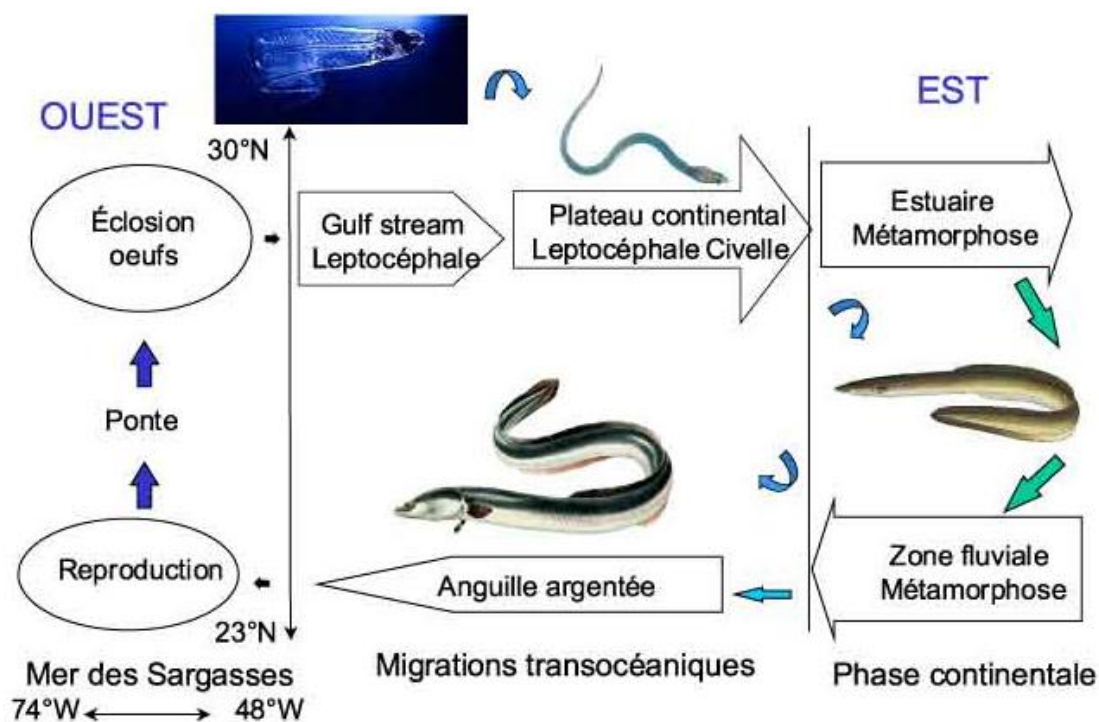 OUEST
EST
30°N
Éclosion
oeufs
Gulf stream
Leptocéphale
Plateau continental
Leptocéphale Civelle
Estuaire
Métamorphose
Ponte
Reproduction
Anguille argentée
Zone fluviale
Métamorphose
23°N
Mer des Sargasses
Migrations transocéaniques
Phase continentale
74°W
48°W